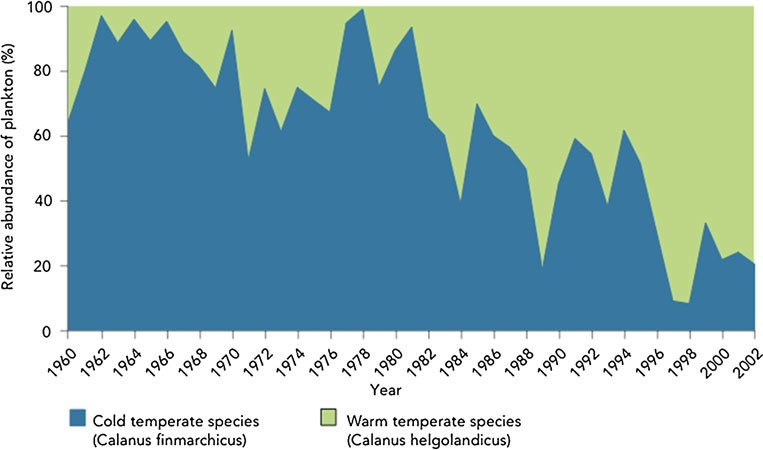 Relative abundance of plankton (%)
100
80
60
40
20
0
1960 1962 1964 1966 1968 1970 1972 1974 1976 1978 1980 1982 1984 1986 1988 1990 1992 1994 1996 1998 2000 2002
Year
Cold temperate species
(Calanus finmarchicus)
Warm temperate species
(Calanus helgolandicus)